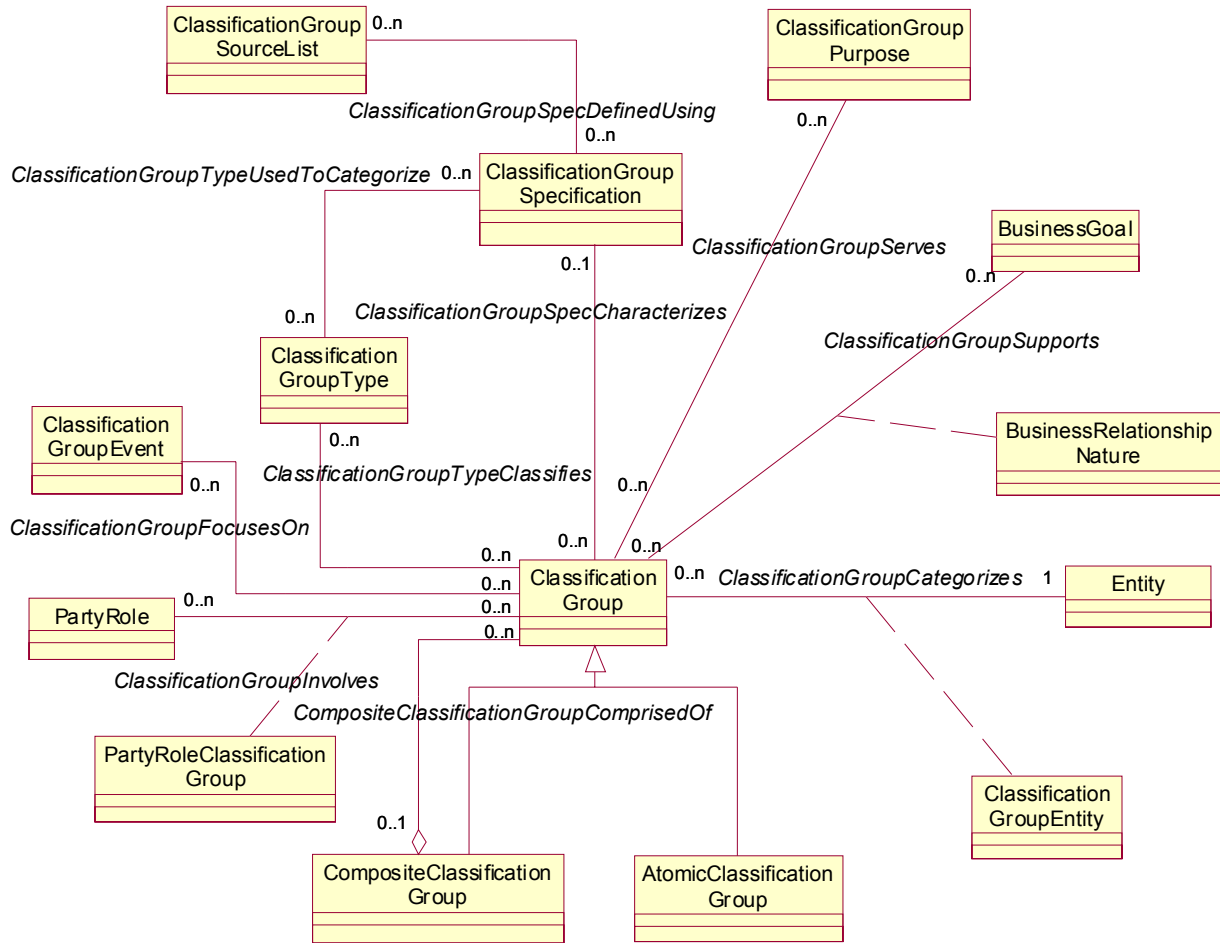 ClassificationGroup
SourceList
0..n
ClassificationGroup
Purpose
ClassificationGroupSpecDefinedUsing
0..n
0..n
ClassificationGroupTypeUsedToCategorize
0..n
ClassificationGroup
Specification
BusinessGoal
ClassificationGroupServes
0..1
0..n
ClassificationGroupSpecCharacterizes
0..n
ClassificationGroupSupports
Classification
GroupType
Classification
GroupEvent
0..n
BusinessRelationship
Nature
ClassificationGroupTypeClassifies
0..n
0..n
ClassificationGroupFocusesOn
0..n
0..n
0..n
Classification
Group
0..n
ClassificationGroupCategorizes
1
Entity
0..n
0..n
0..n
PartyRole
0..n
ClassificationGroupInvolves
CompositeClassificationGroupComprisedOf
PartyRoleClassification
Group
Classification
GroupEntity
0..1
CompositeClassification
Group
AtomicClassification
Group